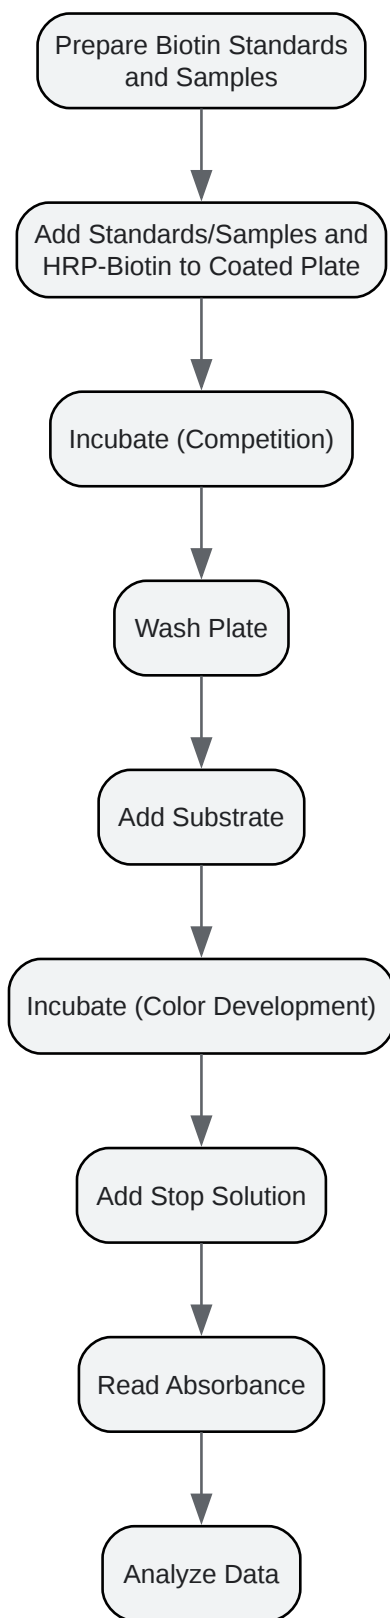 Prepare Biotin Standards
and Samples
Add Standards/Samples and
HRP-Biotin to Coated Plate
Incubate (Competition)
Wash Plate
Add Substrate
Incubate (Color Development)
Add Stop Solution
Read Absorbance
Analyze Data